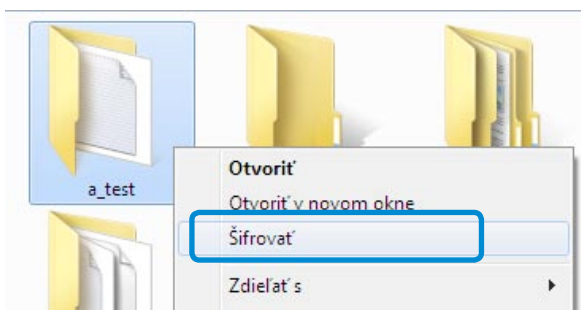 a_test
Otvoriť
Otvoriť v novom okne
Šifrovať
Zdieľať s